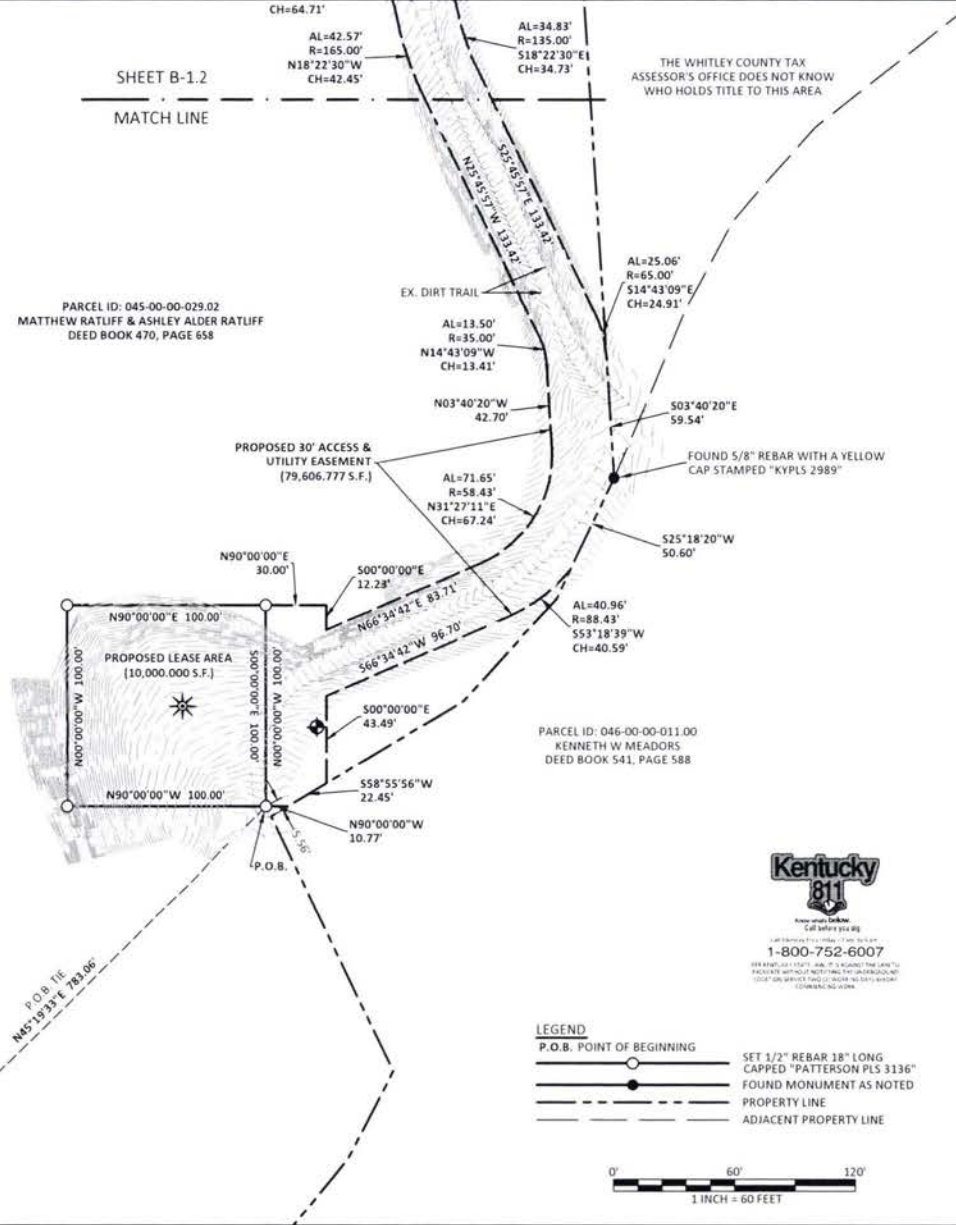 CH=64.71'
AL=42.57'
R=165.00'
N18°22'30"W
CH=42.45'
AL=34.83'
R=135.00'
S18°22'30"E
CH=34.73'
THE WHITLEY COUNTY TAX
ASSESSOR'S OFFICE DOES NOT KNOW
WHO HOLDS TITLE TO THIS AREA
SHEET B-1.2
MATCH LINE
N25°45'57"W 133.42'
S25°45'57"E 133.42'
AL=25.06'
R=65.00'
S14°43'09"E
CH=24.91'
EX. DIRT TRAIL
PARCEL ID: 045-00-00-029.02
MATTHEW RATLIFF & ASHLEY ALDER RATLIFF
DEED BOOK 470, PAGE 658
AL=13.50'
R=35.00'
N14°43'09"W
CH=13.41'
N03°40'20"W
42.70'
S03°40'20"E
59.54'
PROPOSED 30' ACCESS &
UTILITY EASEMENT
(79,606.777 S.F.)
FOUND 5/8" REBAR WITH A YELLOW
CAP STAMPED "KYPLS 2989"
AL=71.65'
R=58.43'
N31°27'11"E
CH=67.24'
S25°18'20"W
50.60'
N90°00'00"E
30.00'
S00°00'00"E
12.23'
N66°34'42"E 83.71'
S66°34'42"W 96.70'
AL=40.96'
R=88.43'
S53°18'39"W
CH=40.59'
N90°00'00"E 100.00'
PROPOSED LEASE AREA
(10,000.000 S.F.)
N00°00'00"W 100.00'
S00°00'00"E 100.00'
N00°00'00"W 100.00'
S00°00'00"E
43.49'
PARCEL ID: 046-00-00-011.00
KENNETH W MEADORS
DEED BOOK 541, PAGE 588
N90°00'00"W 100.00'
S58°55'56"W
22.45'
N90°00'00"W
10.77'
5.56'
P.O.B.
P.O.B. TIE
N45°19'33"E 783.06'
Kentucky
811
Know what's below.
Call before you dig.
1-800-752-6007
LEGEND
P.O.B. POINT OF BEGINNING
SET 1/2" REBAR 18" LONG
CAPPED "PATTERSON PLS 3136"
FOUND MONUMENT AS NOTED
PROPERTY LINE
ADJACENT PROPERTY LINE
0' 60' 120'
1 INCH = 60 FEET